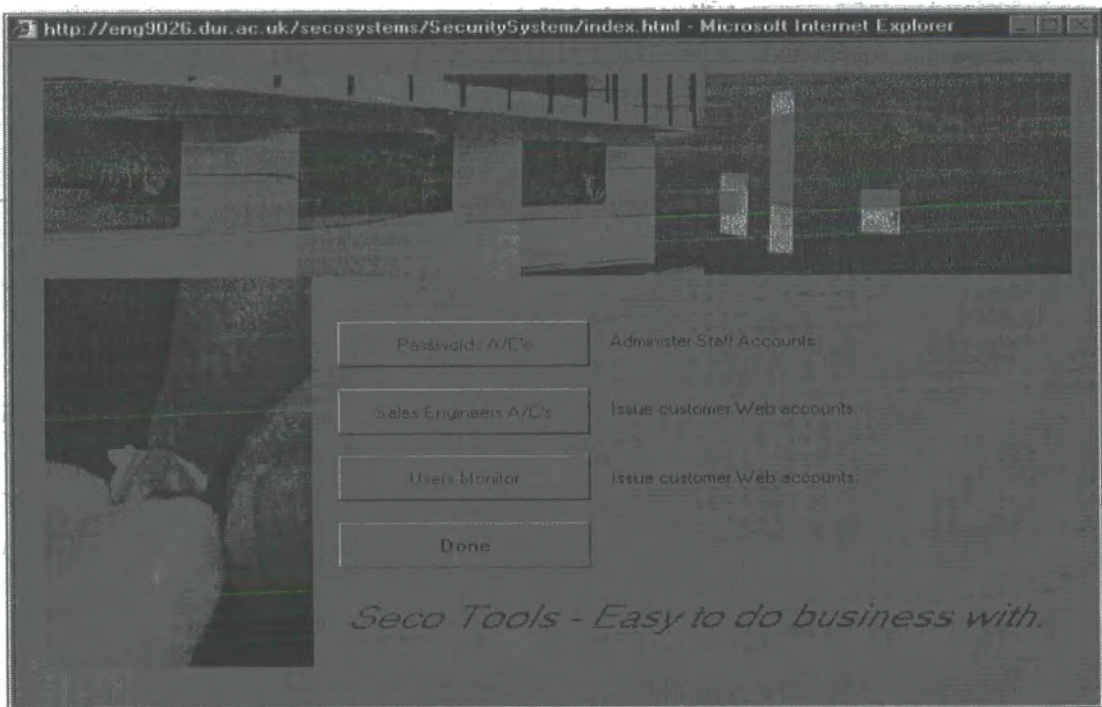 http://eng9026.dur.ac.uk/secosystems/SecuritySystem/index.html - Microsoft Internet Explorer
Passwords A/C's Administer Staff Accounts
Sales Engineers A/C's Issue customer Web accounts.
Users Monitor Issue customer Web accounts.
Done
Seco Tools - Easy to do business with.